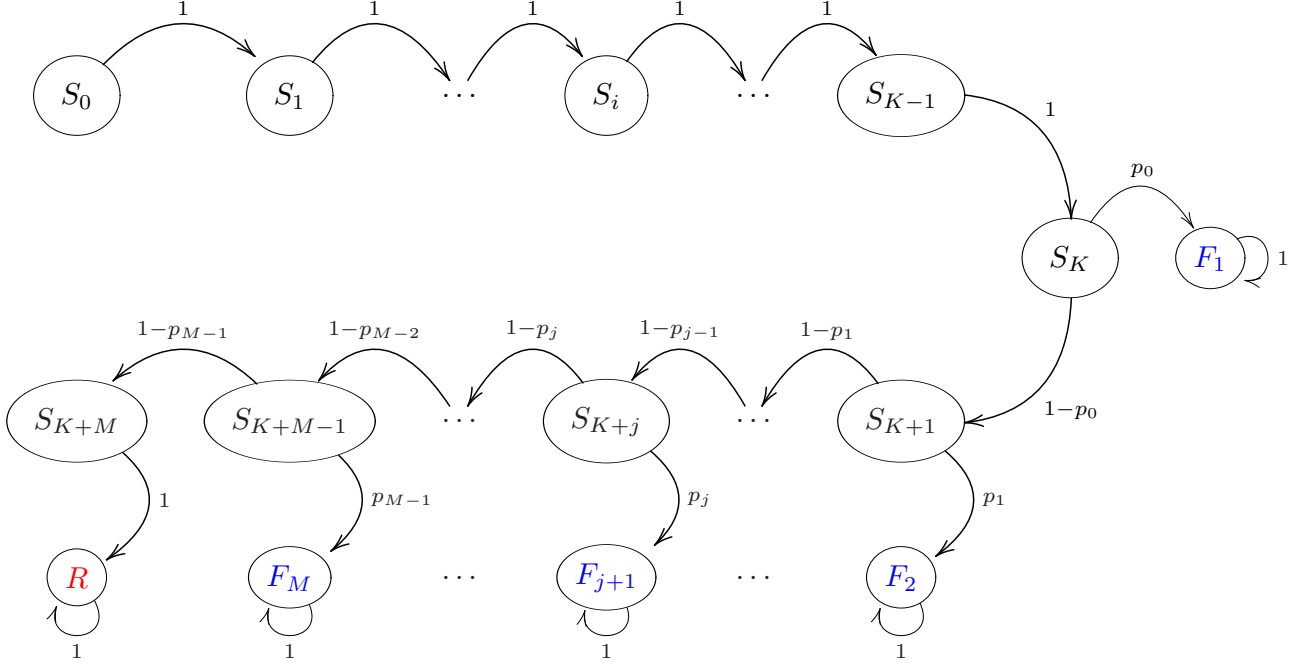 1 1 1 1 1
S_0 S_1 ... S_i ... S_{K−1}
1
p_0
S_K F_1 1
1−p_{M−1} 1−p_{M−2} 1−p_j 1−p_{j−1} 1−p_1
1−p_0
S_{K+M} S_{K+M−1} ... S_{K+j} ... S_{K+1}
1 p_{M−1} p_j p_1
R F_M ... F_{j+1} ... F_2
1 1 1 1